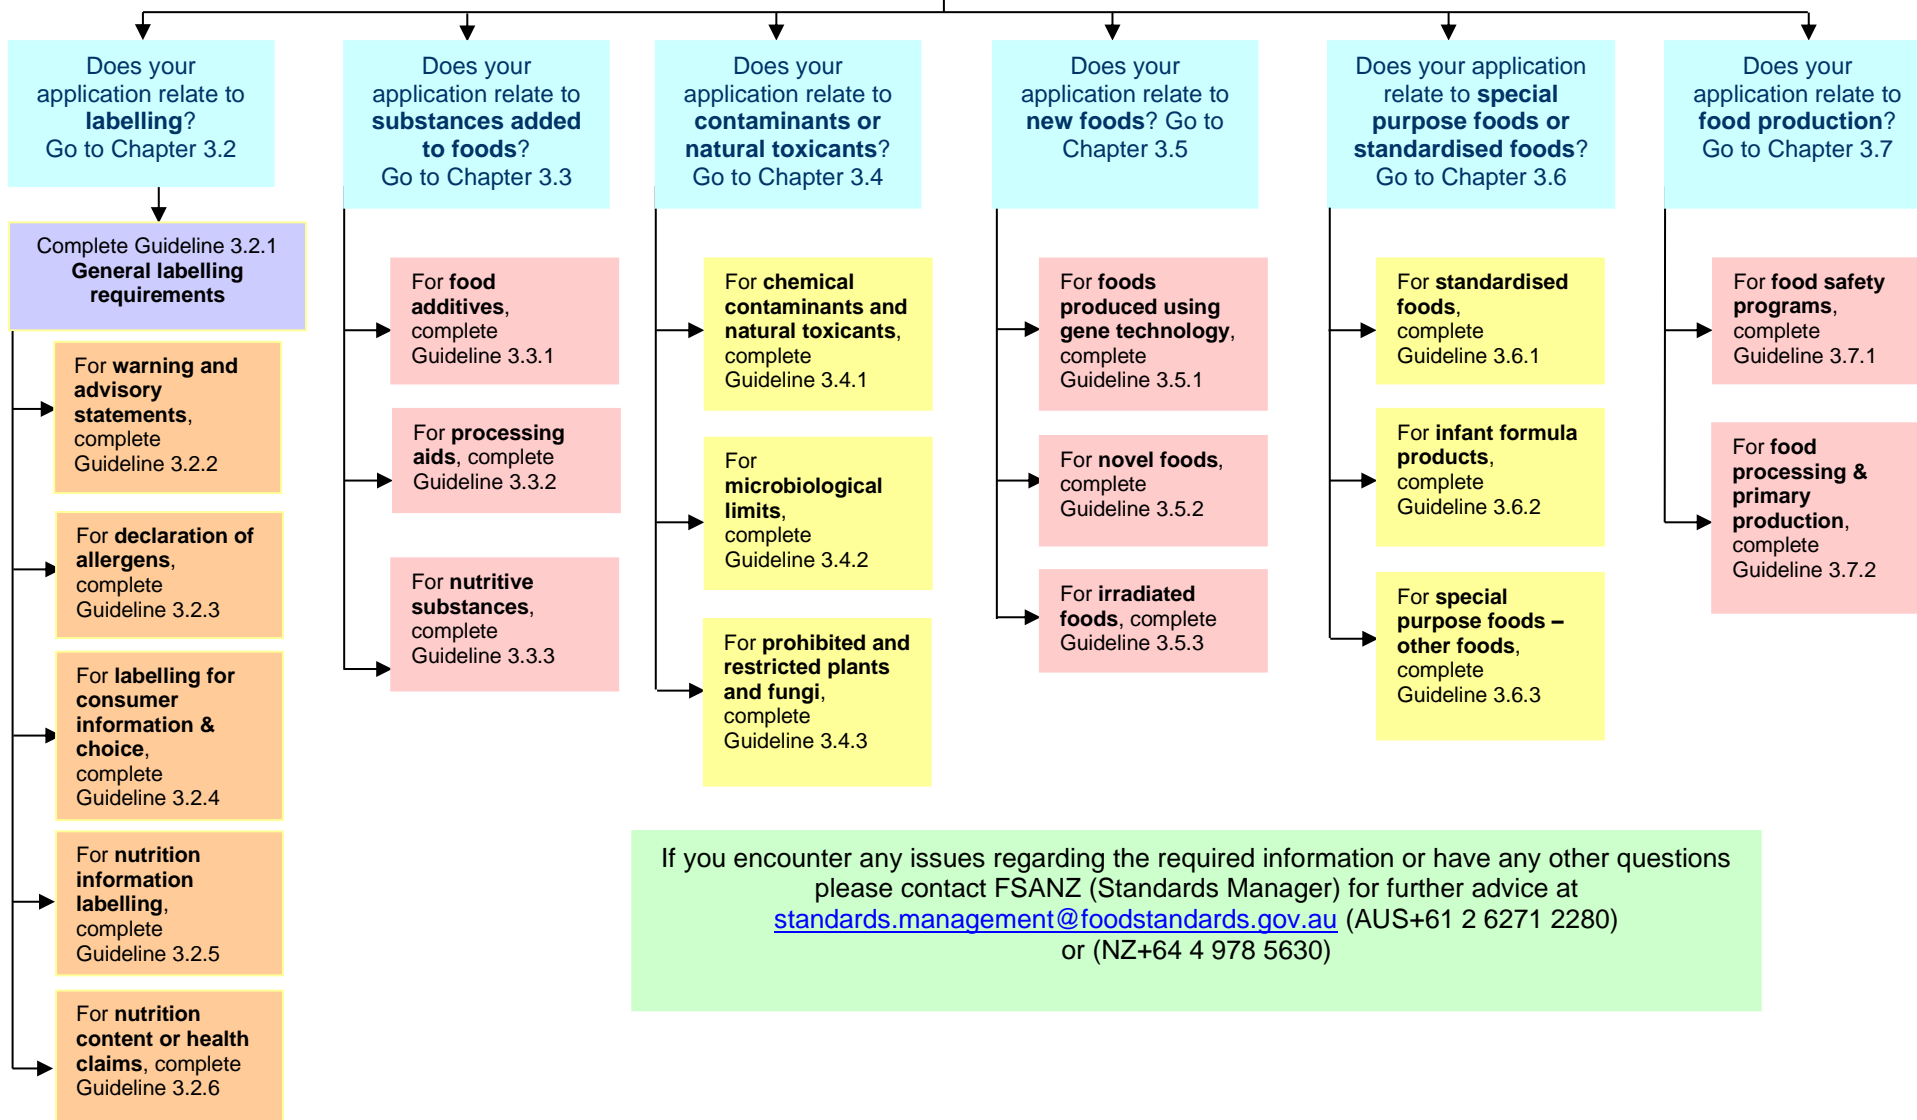 Does your
application relate to
labelling?
Go to Chapter 3.2
Does your
application relate to
substances added
to foods?
Go to Chapter 3.3
Does your
application relate to
contaminants or
natural toxicants?
Go to Chapter 3.4
Does your
application relate to
new foods? Go to
Chapter 3.5
Does your application
relate to special
purpose foods or
standardised foods?
Go to Chapter 3.6
Does your
application relate to
food production?
Go to Chapter 3.7
Complete Guideline 3.2.1
General labelling
requirements
For warning and
advisory
statements,
complete
Guideline 3.2.2
For declaration of
allergens,
complete
Guideline 3.2.3
For labelling for
consumer
information &
choice,
complete
Guideline 3.2.4
For nutrition
information
labelling,
complete
Guideline 3.2.5
For nutrition
content or health
claims, complete
Guideline 3.2.6
For food
additives,
complete
Guideline 3.3.1
For processing
aids, complete
Guideline 3.3.2
For nutritive
substances,
complete
Guideline 3.3.3
For chemical
contaminants and
natural toxicants,
complete
Guideline 3.4.1
For
microbiological
limits,
complete
Guideline 3.4.2
For prohibited and
restricted plants
and fungi,
complete
Guideline 3.4.3
For foods
produced using
gene technology,
complete
Guideline 3.5.1
For novel foods,
complete
Guideline 3.5.2
For irradiated
foods, complete
Guideline 3.5.3
For standardised
foods,
complete
Guideline 3.6.1
For infant formula
products,
complete
Guideline 3.6.2
For special
purpose foods –
other foods,
complete
Guideline 3.6.3
For food safety
programs,
complete
Guideline 3.7.1
For food
processing &
primary
production,
complete
Guideline 3.7.2
If you encounter any issues regarding the required information or have any other questions
please contact FSANZ (Standards Manager) for further advice at
standards.management@foodstandards.gov.au (AUS+61 2 6271 2280)
or (NZ+64 4 978 5630)